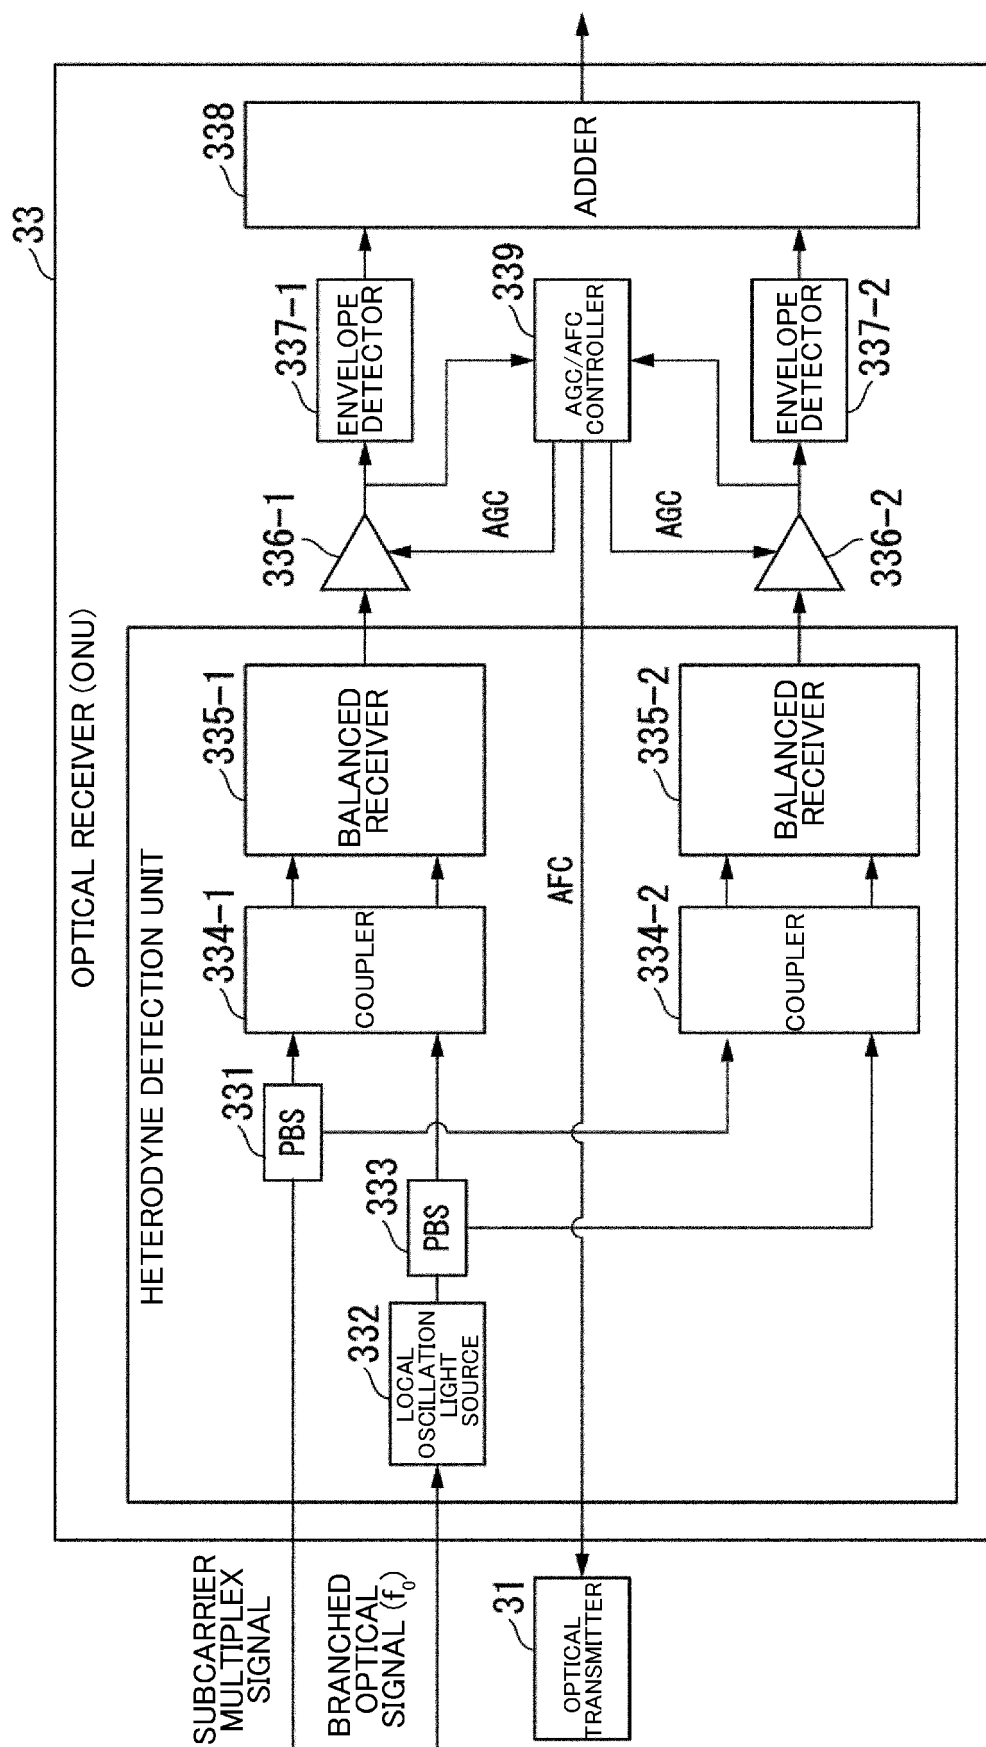 33
OPTICAL RECEIVER (ONU)
HETERODYNE DETECTION UNIT
SUBCARRIER
MULTIPLEX
SIGNAL
BRANCHED
OPTICAL
SIGNAL (f0)
31
OPTICAL
TRANSMITTER
331
PBS
332
LOCAL
OSCILLATION
LIGHT
SOURCE
333
PBS
334-1
COUPLER
335-1
BALANCED
RECEIVER
336-1
337-1
ENVELOPE
DETECTOR
338
ADDER
AFC
AGC
AGC
339
AGC/AFC
CONTROLLER
334-2
COUPLER
335-2
BALANCED
RECEIVER
336-2
337-2
ENVELOPE
DETECTOR